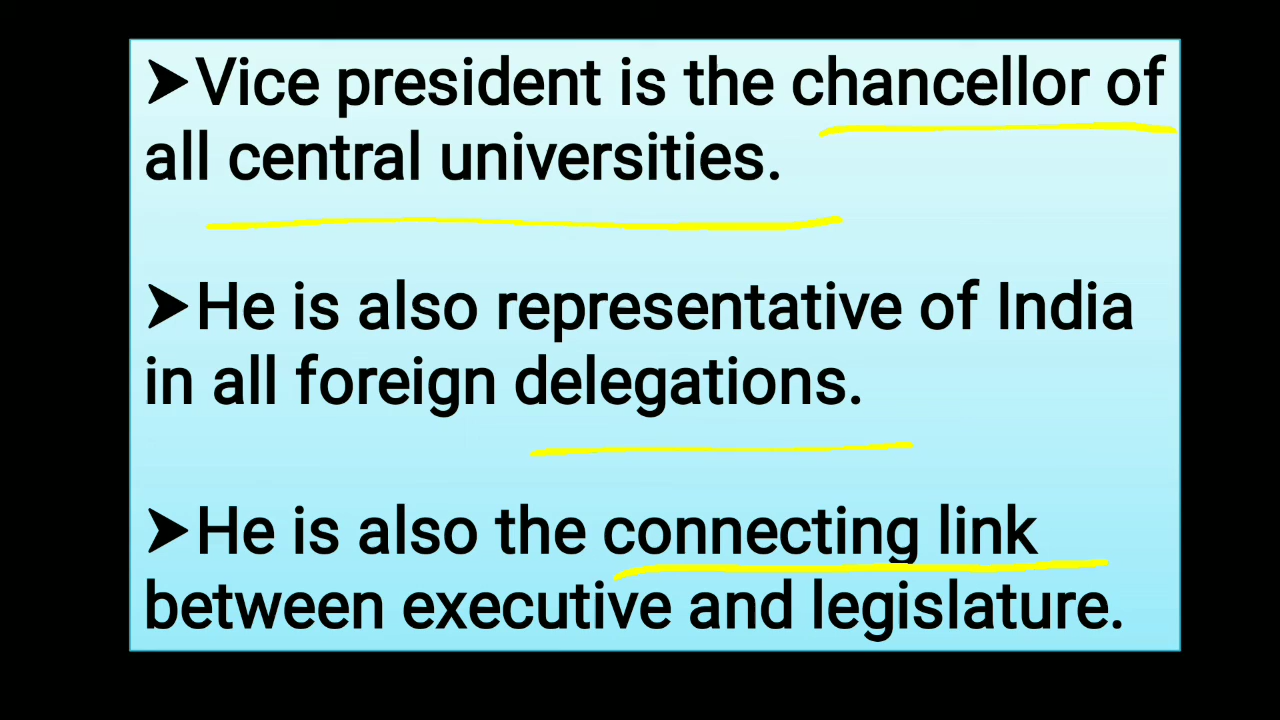 ➤Vice president is the chancellor of
all central universities.
➤He is also representative of India
in all foreign delegations.
➤He is also the connecting link
between executive and legislature.